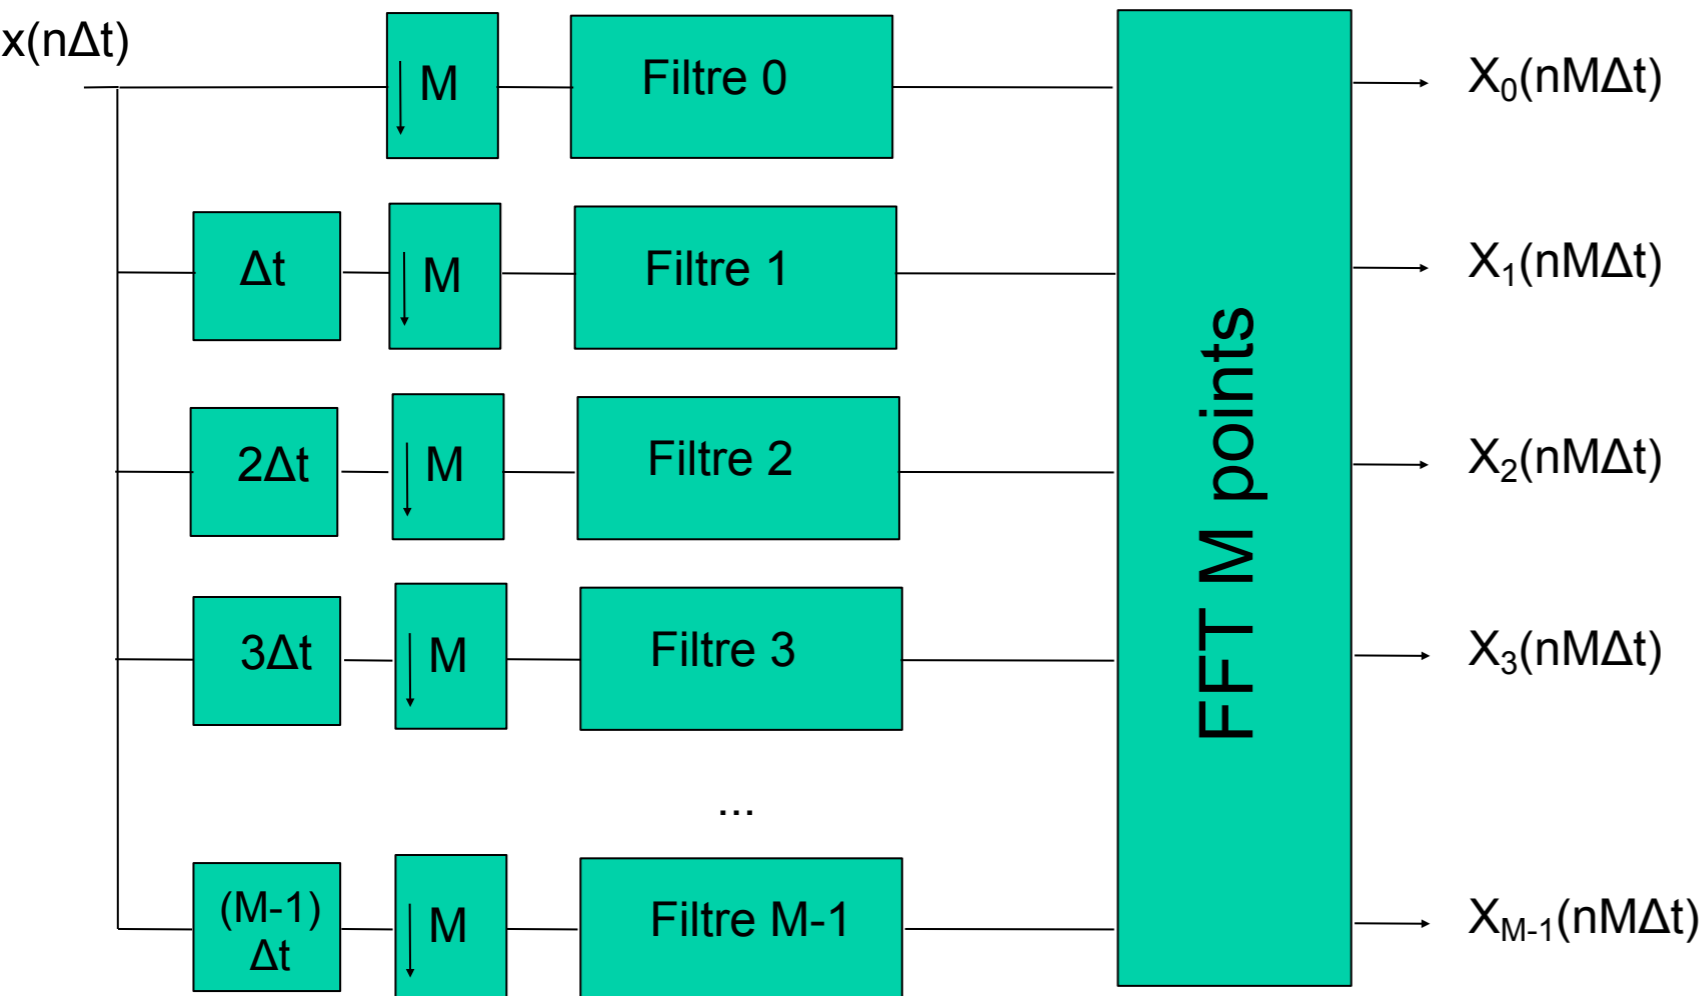 x(nΔt)
M
Filtre 0
X₀(nMΔt)
Δt
M
Filtre 1
X₁(nMΔt)
2Δt
M
Filtre 2
X₂(nMΔt)
3Δt
M
Filtre 3
X₃(nMΔt)
...
(M-1)
Δt
M
Filtre M-1
X_{M-1}(nMΔt)
FFT M points